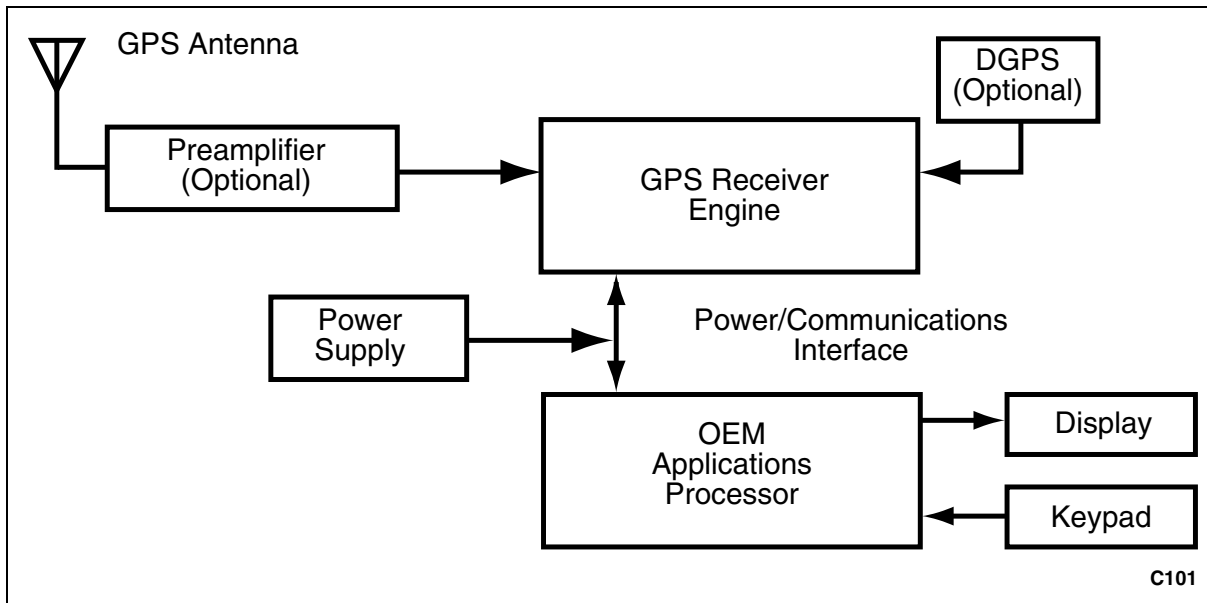 GPS Antenna
DGPS
(Optional)
Preamplifier
(Optional)
GPS Receiver
Engine
Power
Supply
Power/Communications
Interface
OEM
Applications
Processor
Display
Keypad
C101